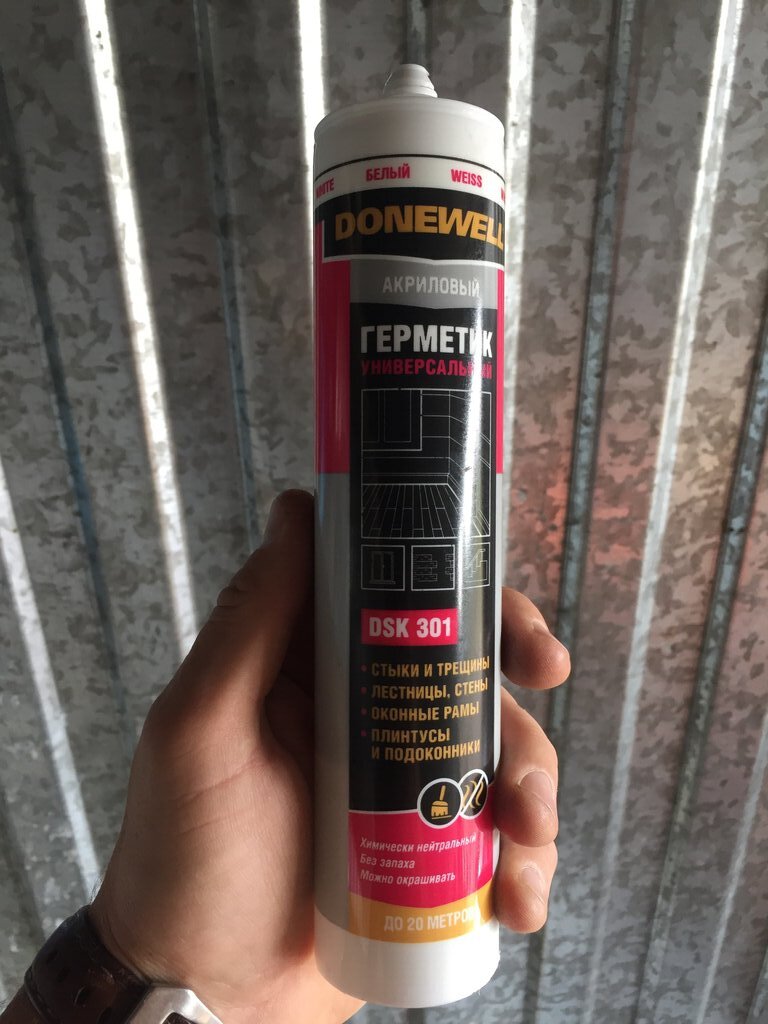 WHITE БЕЛЫЙ WEISS
DONEWELL
АКРИЛОВЫЙ
ГЕРМЕТИК
УНИВЕРСАЛЬНЫЙ
DSK 301
• СТЫКИ И ТРЕЩИНЫ
• ЛЕСТНИЦЫ, СТЕНЫ
• ОКОННЫЕ РАМЫ
• ПЛИНТУСЫ
И ПОДОКОННИКИ
Химически нейтральный
Без запаха
Можно окрашивать
ДО 20 МЕТРОВ